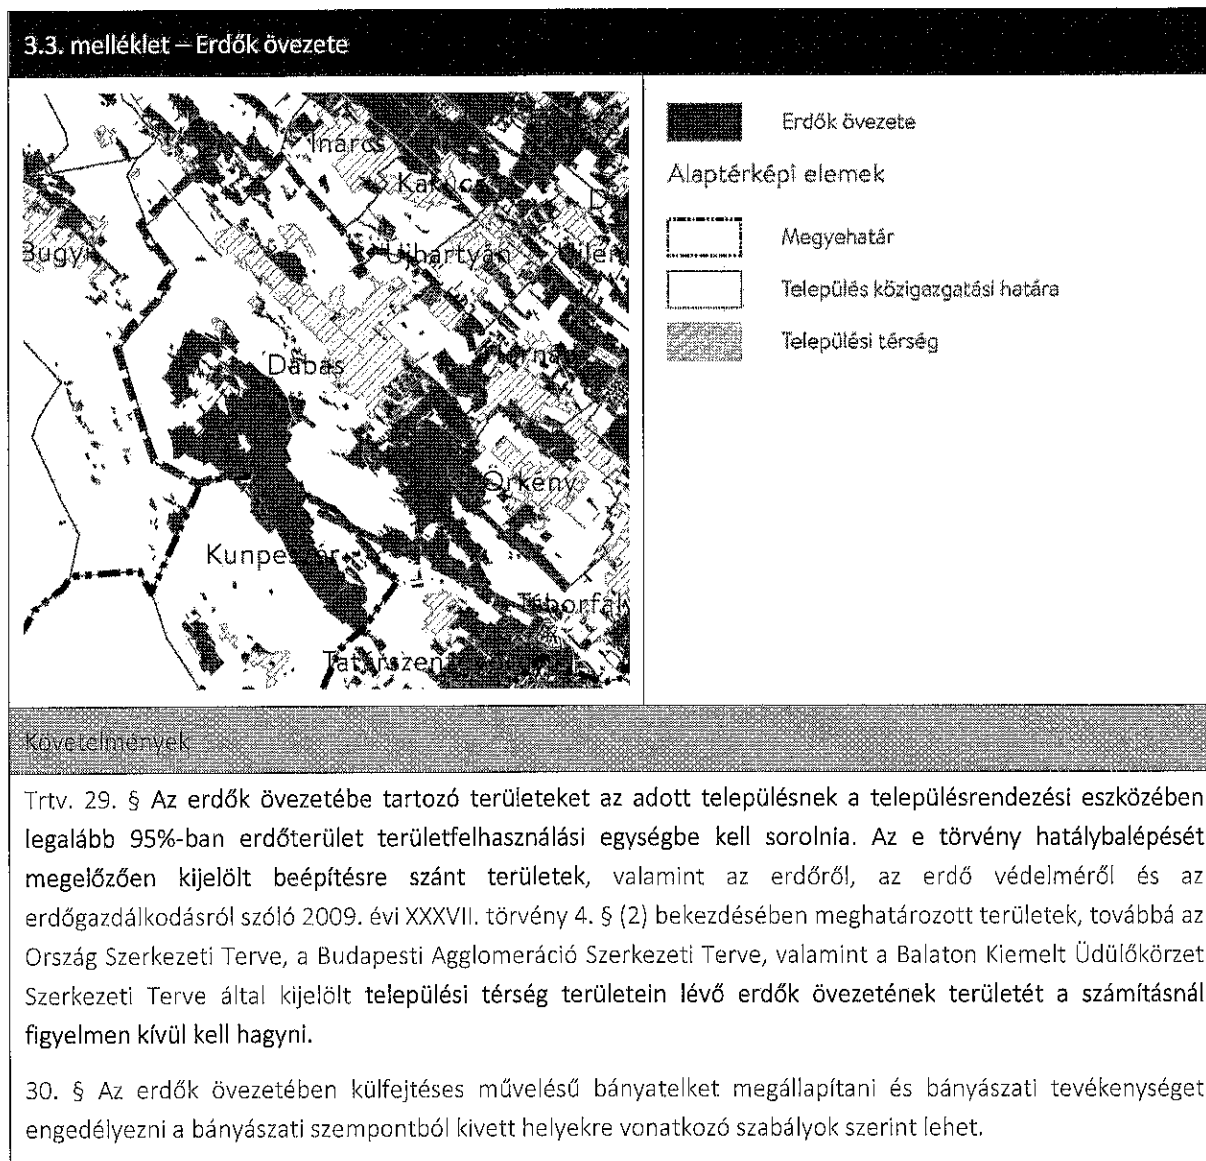 3.3. melléklet – Erdők övezete
Inárcs
Kakucs
Bugyi
Újhartyán
Dabas
Örkény
Erdők övezete
Alaptérképi elemek
Megyehatár
Település közigazgatási határa
Települési térség
Követelmények
Trtv. 29. § Az erdők övezetébe tartozó területeket az adott településnek a településrendezési eszközében
legalább 95%-ban erdőterület területfelhasználási egységbe kell sorolnia. Az e törvény hatálybalépését
megelőzően kijelölt beépítésre szánt területek, valamint az erdőről, az erdő védelméről és az
erdőgazdálkodásról szóló 2009. évi XXXVII. törvény 4. § (2) bekezdésében meghatározott területek, továbbá az
Ország Szerkezeti Terve, a Budapesti Agglomeráció Szerkezeti Terve, valamint a Balaton Kiemelt Üdülőkörzet
Szerkezeti Terve által kijelölt települési térség területein lévő erdők övezetének területét a számításnál
figyelmen kívül kell hagyni.
30. § Az erdők övezetében külfejtéses művelésű bányatelket megállapítani és bányászati tevékenységet
engedélyezni a bányászati szempontból kivett helyekre vonatkozó szabályok szerint lehet.